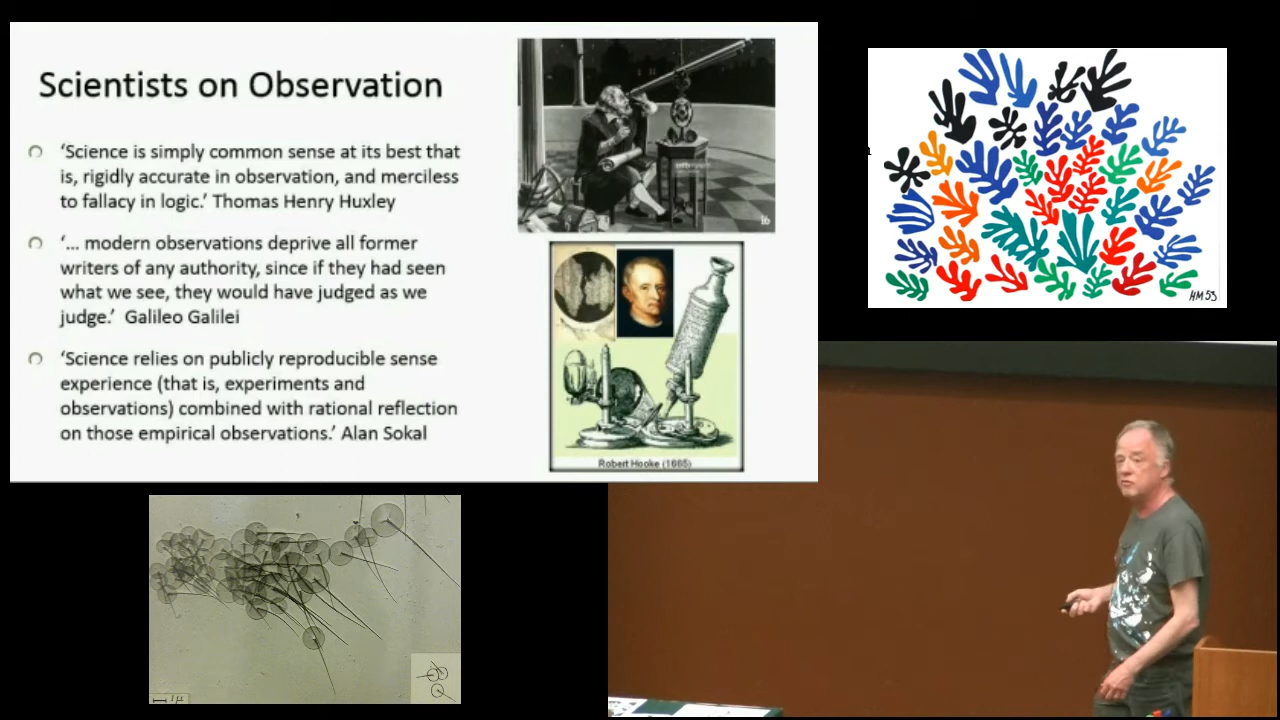 Scientists on Observation
‘Science is simply common sense at its best that
is, rigidly accurate in observation, and merciless
to fallacy in logic.’ Thomas Henry Huxley
‘... modern observations deprive all former
writers of any authority, since if they had seen
what we see, they would have judged as we
judge.’ Galileo Galilei
‘Science relies on publicly reproducible sense
experience (that is, experiments and
observations) combined with rational reflection
on those empirical observations.’ Alan Sokal
16
Robert Hooke (1665)
HM 53
1 μ